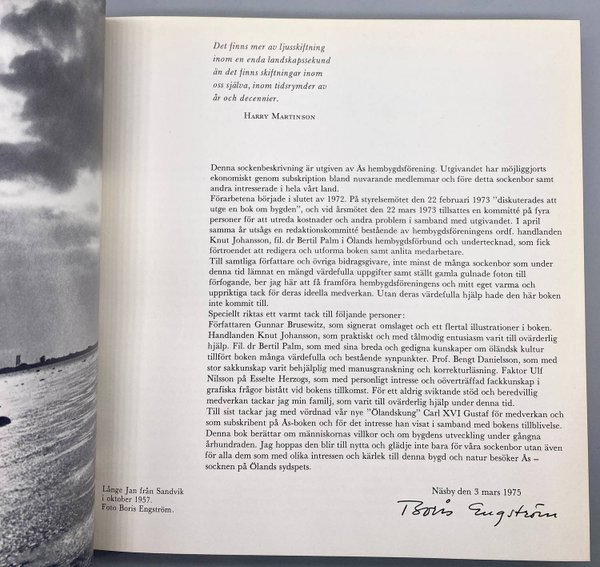 Det finns mer av ljusskiftning
inom en enda landskapssekund
än det finns skiftningar inom
oss själva, inom tidsrymder av
år och decennier.
HARRY MARTINSON
Denna sockenbeskrivning är utgiven av Ås hembygdsförening. Utgivandet har möjliggjorts
ekonomiskt genom subskription bland nuvarande medlemmar och före detta sockenbor samt
andra intresserade i hela vårt land.
Förarbetena började i slutet av 1972. På styrelsemötet den 22 februari 1973 "diskuterades att
utge en bok om bygden", och vid årsmötet den 22 mars 1973 tillsattes en kommitté på fyra
personer för att utreda kostnader och andra problem i samband med utgivandet. I april
samma år utsågs en redaktionskommitté bestående av hembygdsföreningens ordf. handlanden
Knut Johansson, fil. dr Bertil Palm i Ölands hembygdsförbund och undertecknad, som fick
förtroendet att redigera och utforma boken samt anlita medarbetare.
Till samtliga författare och övriga bidragsgivare, inte minst de många sockenbor som under
denna tid lämnat en mängd värdefulla uppgifter samt ställt gamla gulnade foton till
förfogande, ber jag här att få framföra hembygdsföreningens och mitt eget varma och
uppriktiga tack för deras ideella medverkan. Utan deras värdefulla hjälp hade den här boken
inte kommit till.
Speciellt riktas ett varmt tack till följande personer:
Författaren Gunnar Brusewitz, som signerat omslaget och ett flertal illustrationer i boken.
Handlanden Knut Johansson, som praktiskt och med tålmodig entusiasm varit till ovärderlig
hjälp. Fil. dr Bertil Palm, som med sina breda och gedigna kunskaper om öländsk kultur
tillfört boken många värdefulla och bestående synpunkter. Prof. Bengt Danielsson, som med
stor sakkunskap varit behjälplig med manusgranskning och korrekturläsning. Faktor Ulf
Nilsson på Esselte Herzogs, som med personligt intresse och oöverträffad fackkunskap i
grafiska frågor bistått vid bokens tillkomst. För ett aldrig sviktande stöd och beredvillig
medverkan tackar jag min familj, som varit till ovärderlig hjälp under denna tid.
Till sist tackar jag med vördnad vår nye "Ölandskung" Carl XVI Gustaf för medverkan och
som subskribent på Ås-boken och för det intresse han visat i samband med bokens tillblivelse.
Denna bok berättar om människornas villkor och om bygdens utveckling under gångna
århundraden. Jag hoppas den blir till nytta och glädje inte bara för våra sockenbor utan även
för alla dem som med olika intressen och kärlek till denna bygd och natur besöker Ås –
socknen på Ölands sydspets.
Näsby den 3 mars 1975
Boris Engström
Långe Jan från Sandvik
i oktober 1957.
Foto Boris Engström.